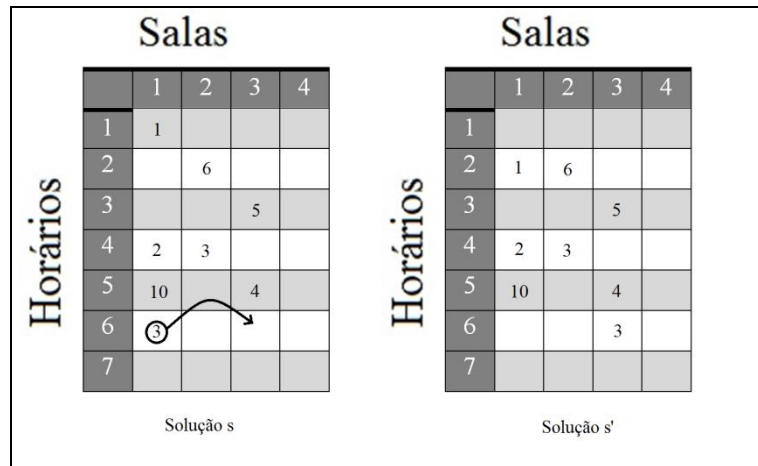 Salas
Horários
1 2 3 4
1 1
2 6
3 5
4 2 3
5 10 4
6 3
7
Solução s
Salas
Horários
1 2 3 4
1
2 1 6
3 5
4 2 3
5 10 4
6 3
7
Solução s'